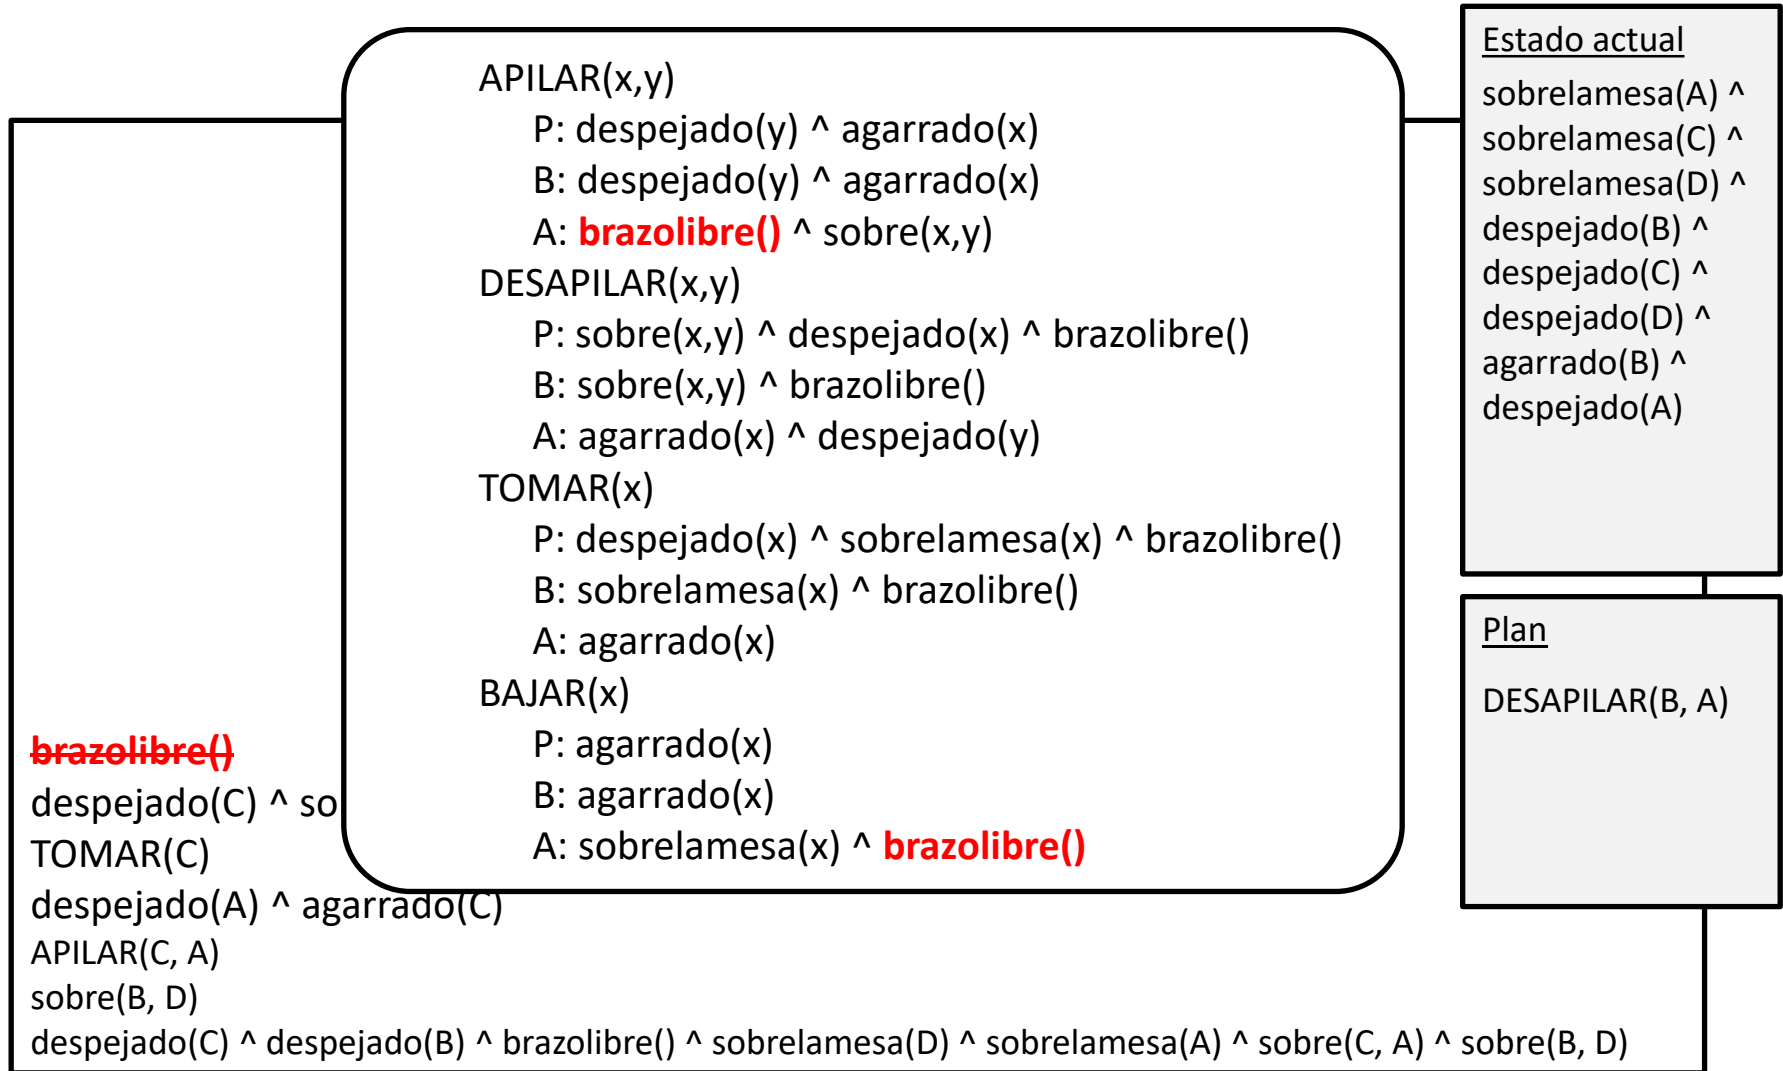 APILAR(x,y)
P: despejado(y) ^ agarrado(x)
B: despejado(y) ^ agarrado(x)
A: brazolibre() ^ sobre(x,y)
DESAPILAR(x,y)
P: sobre(x,y) ^ despejado(x) ^ brazolibre()
B: sobre(x,y) ^ brazolibre()
A: agarrado(x) ^ despejado(y)
TOMAR(x)
P: despejado(x) ^ sobrelamesa(x) ^ brazolibre()
B: sobrelamesa(x) ^ brazolibre()
A: agarrado(x)
BAJAR(x)
P: agarrado(x)
B: agarrado(x)
A: sobrelamesa(x) ^ brazolibre()
Estado actual
sobrelamesa(A) ^
sobrelamesa(C) ^
sobrelamesa(D) ^
despejado(B) ^
despejado(C) ^
despejado(D) ^
agarrado(B) ^
despejado(A)
Plan
DESAPILAR(B, A)
brazolibre()
despejado(C) ^ so
TOMAR(C)
despejado(A) ^ agarrado(C)
APILAR(C, A)
sobre(B, D)
despejado(C) ^ despejado(B) ^ brazolibre() ^ sobrelamesa(D) ^ sobrelamesa(A) ^ sobre(C, A) ^ sobre(B, D)